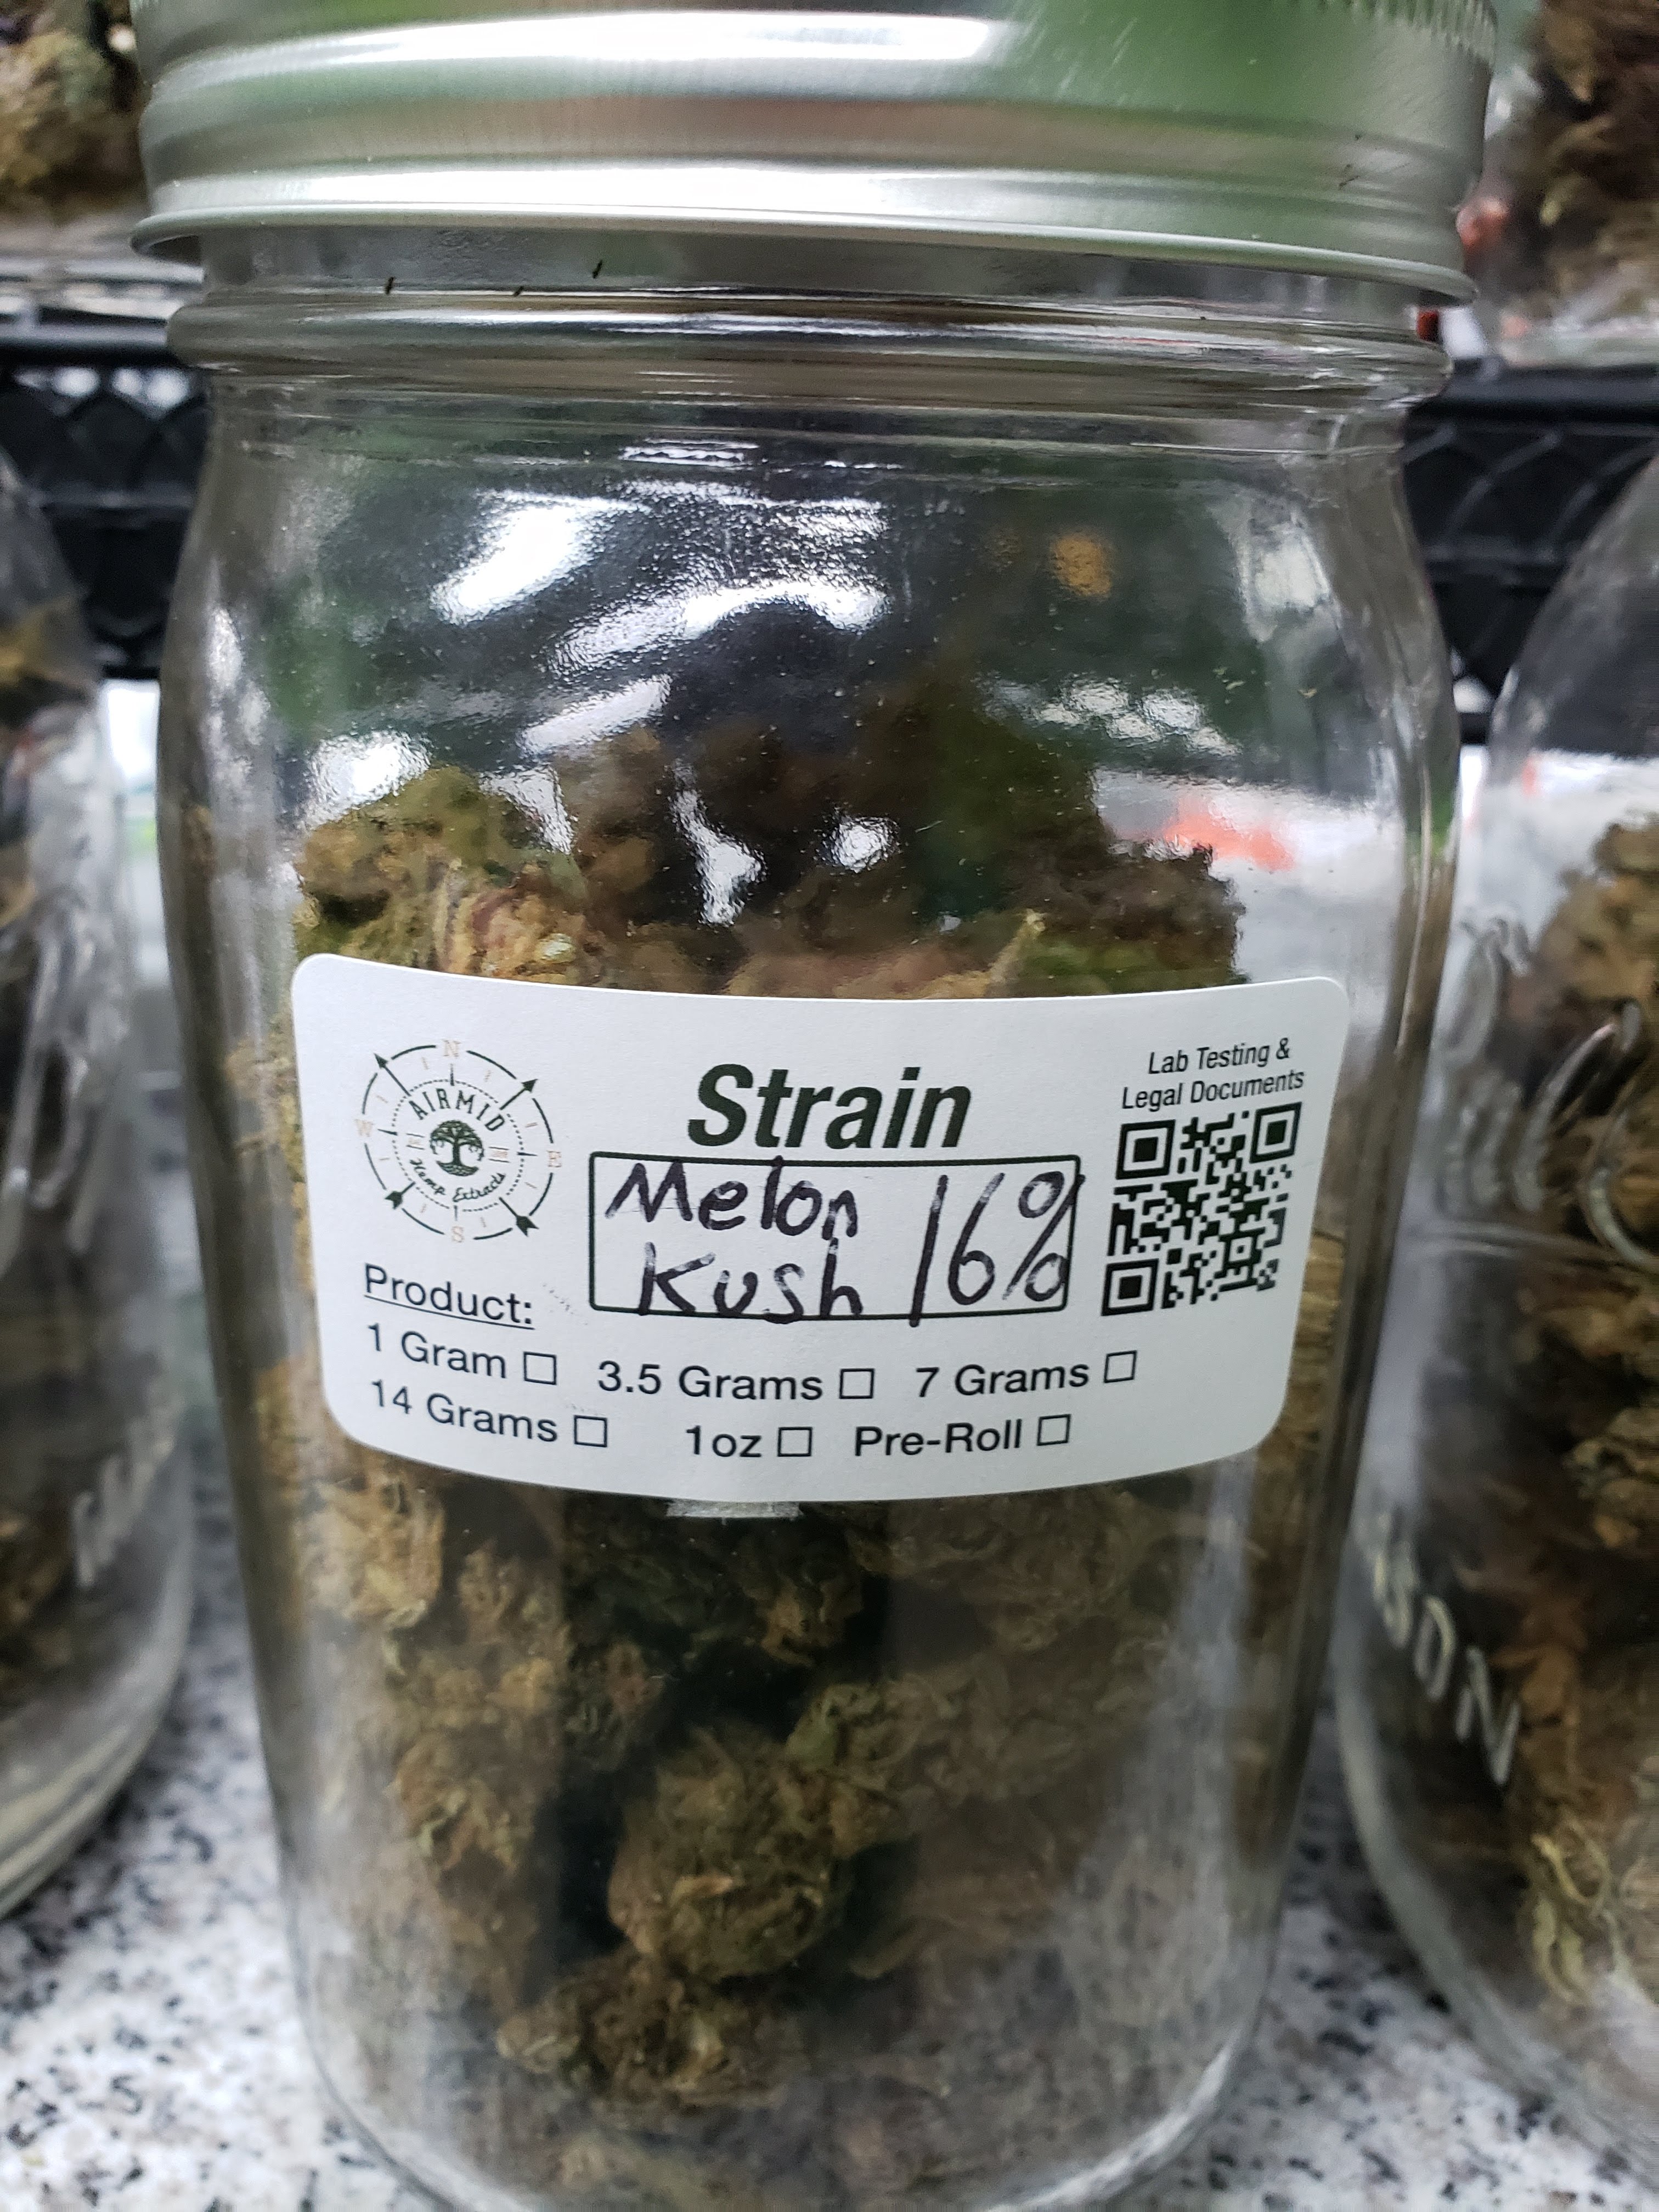 N
AIRMID
W
E
Hemp Extracts
S
Strain
Melon
Kush 16%
Lab Testing &
Legal Documents
Product:
1 Gram ☐ 3.5 Grams ☐ 7 Grams ☐
14 Grams ☐ 1oz ☐ Pre-Roll ☐